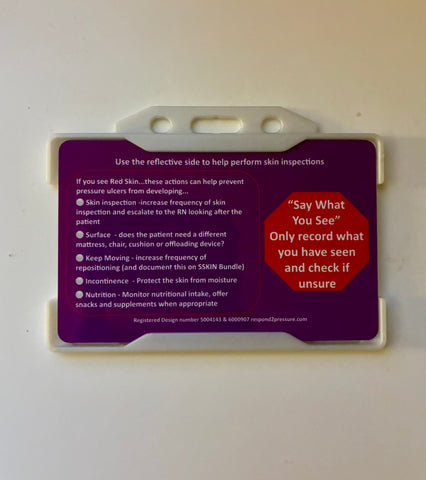 Use the reflective side to help perform skin inspections
If you see Red Skin...these actions can help prevent
pressure ulcers from developing...
Skin inspection -increase frequency of skin
inspection and escalate to the RN looking after the
patient
Surface - does the patient need a different
mattress, chair, cushion or offloading device?
Keep Moving - increase frequency of
repositioning (and document this on SSKIN Bundle)
Incontinence - Protect the skin from moisture
Nutrition - Monitor nutritional intake, offer
snacks and supplements when appropriate
"Say What
You See"
Only record what
you have seen
and check if
unsure
Registered Design number 5004143 & 6000907 respond2pressure.com